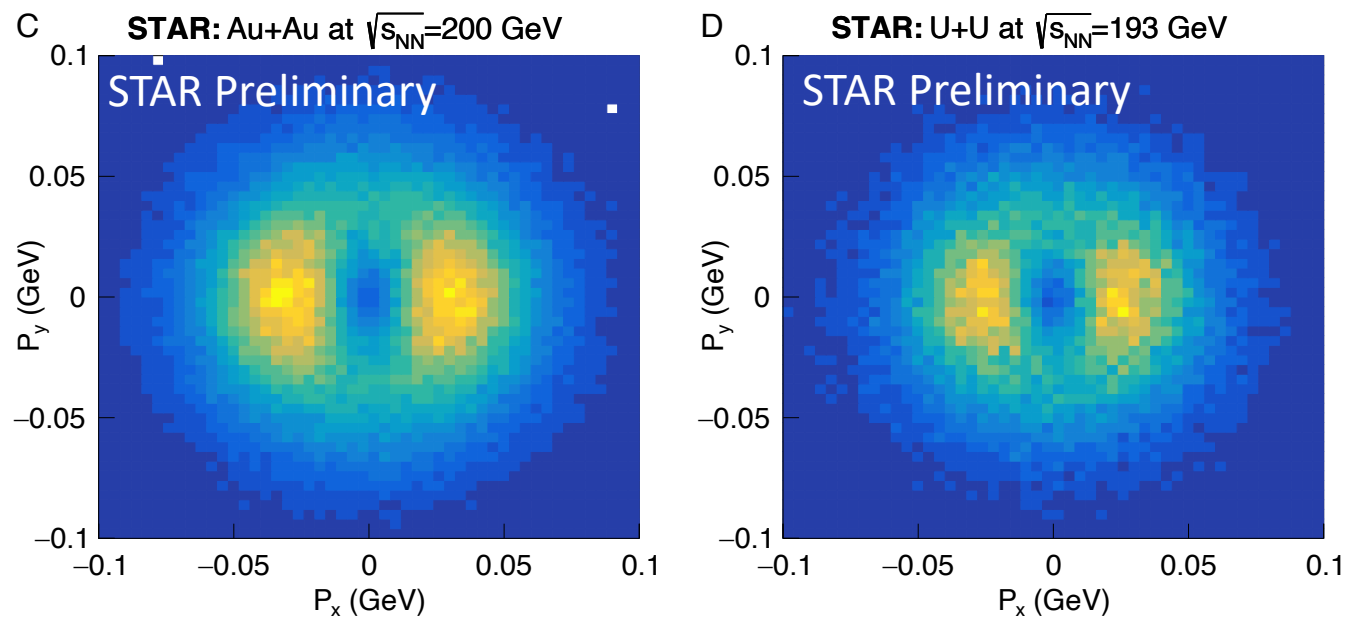 C STAR: Au+Au at √sNN=200 GeV
STAR Preliminary
0.1
0.05
0
−0.05
−0.1
Py (GeV)
−0.1 −0.05 0 0.05 0.1
Px (GeV)
D STAR: U+U at √sNN=193 GeV
STAR Preliminary
0.1
0.05
0
−0.05
−0.1
Py (GeV)
−0.1 −0.05 0 0.05 0.1
Px (GeV)